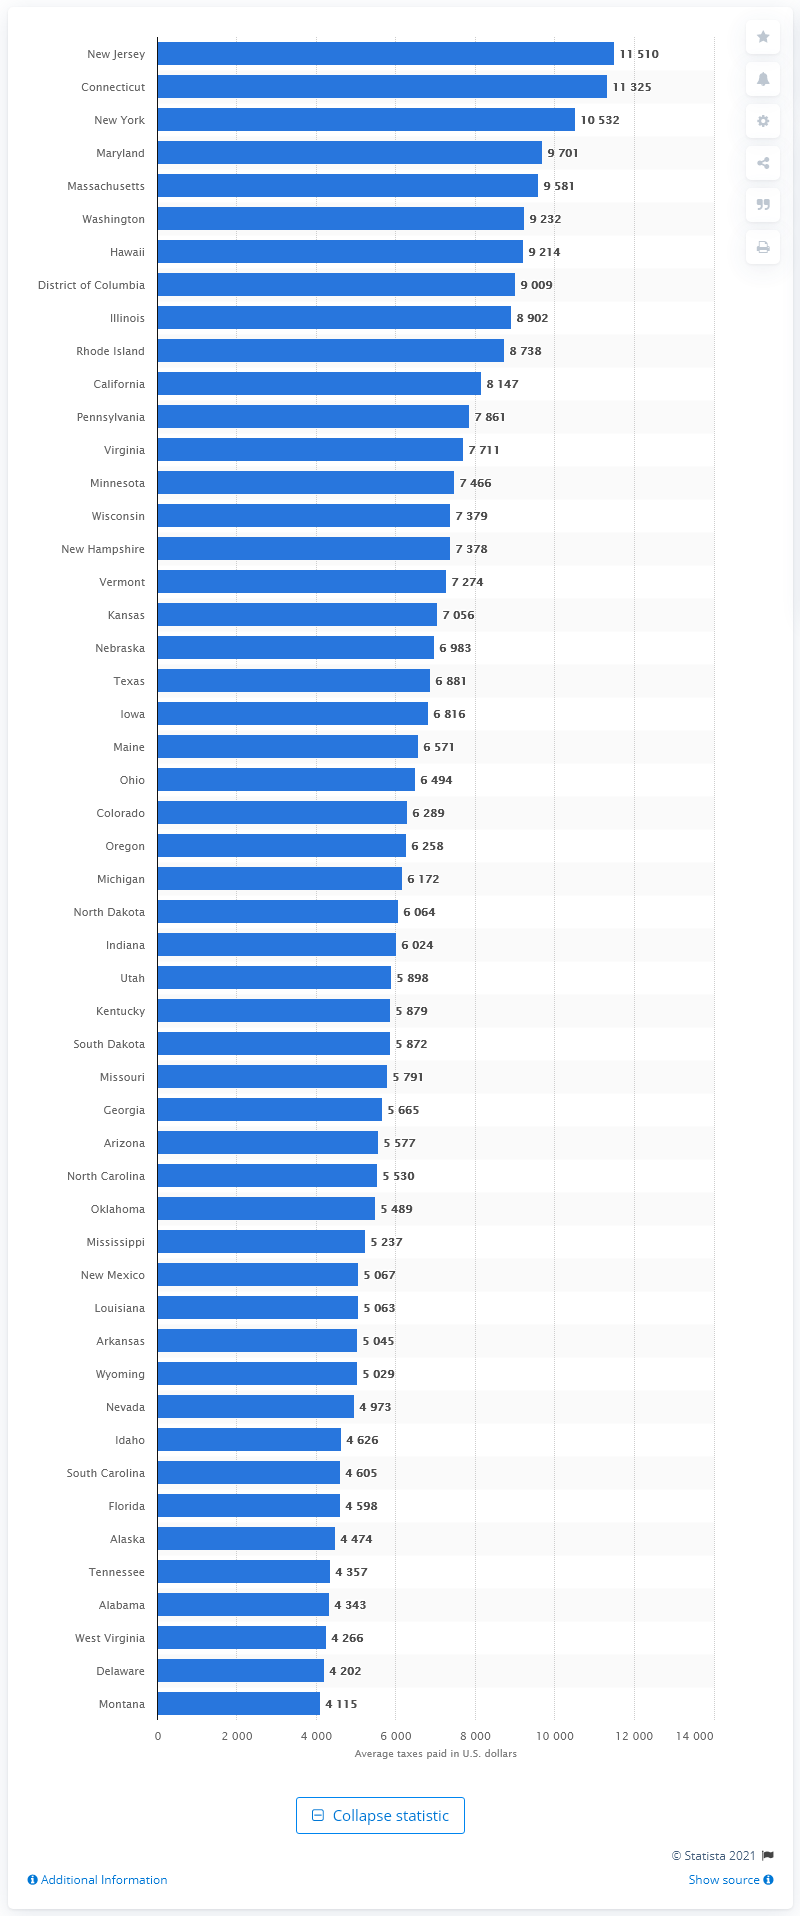 New Jersey 11 510
Connecticut 11 325
New York 10 532
Maryland 9 701
Massachusetts 9 581
Washington 9 232
Hawaii 9 214
District of Columbia 9 009
Illinois 8 902
Rhode Island 8 738
California 8 147
Pennsylvania 7 861
Virginia 7 711
Minnesota 7 466
Wisconsin 7 379
New Hampshire 7 378
Vermont 7 274
Kansas 7 056
Nebraska 6 983
Texas 6 881
Iowa 6 816
Maine 6 571
Ohio 6 494
Colorado 6 289
Oregon 6 258
Michigan 6 172
North Dakota 6 064
Indiana 6 024
Utah 5 898
Kentucky 5 879
South Dakota 5 872
Missouri 5 791
Georgia 5 665
Arizona 5 577
North Carolina 5 530
Oklahoma 5 489
Mississippi 5 237
New Mexico 5 067
Louisiana 5 063
Arkansas 5 045
Wyoming 5 029
Nevada 4 973
Idaho 4 626
South Carolina 4 605
Florida 4 598
Alaska 4 474
Tennessee 4 357
Alabama 4 343
West Virginia 4 266
Delaware 4 202
Montana 4 115
0 2 000 4 000 6 000 8 000 10 000 12 000 14 000
Average taxes paid in U.S. dollars
Collapse statistic
© Statista 2021
Additional Information Show source